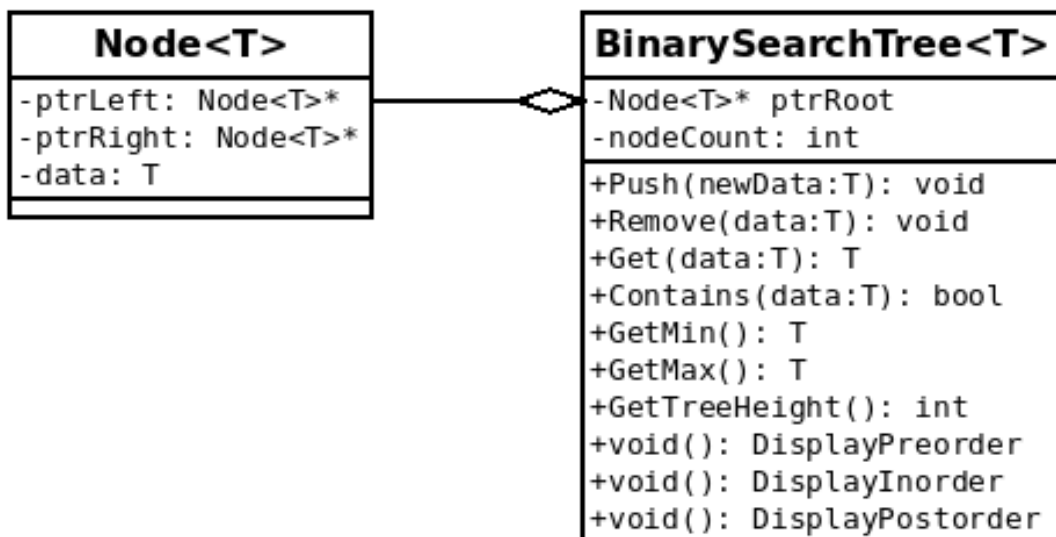 Node<T>
-ptrLeft: Node<T>*
-ptrRight: Node<T>*
-data: T
BinarySearchTree<T>
-Node<T>* ptrRoot
-nodeCount: int
+Push(newData:T): void
+Remove(data:T): void
+Get(data:T): T
+Contains(data:T): bool
+GetMin(): T
+GetMax(): T
+GetTreeHeight(): int
+void(): DisplayPreorder
+void(): DisplayInorder
+void(): DisplayPostorder